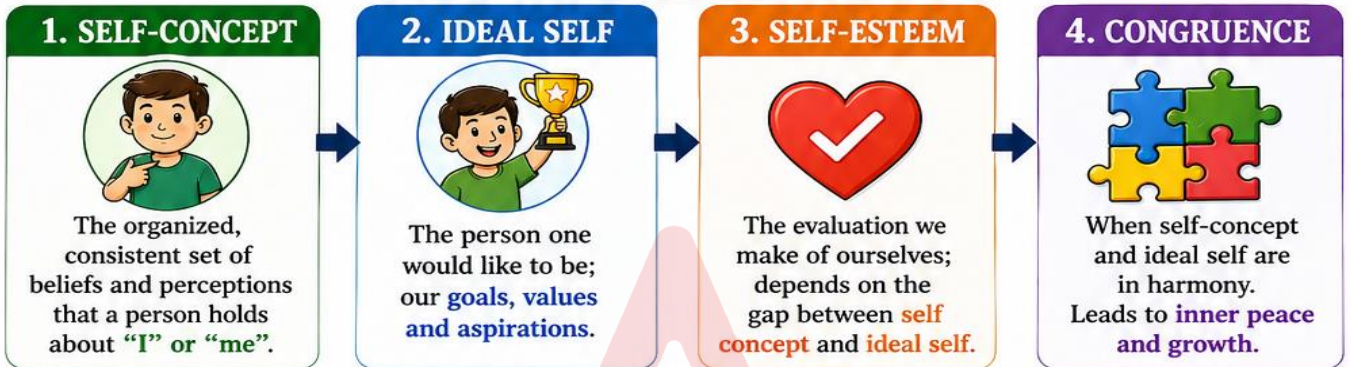 1. SELF-CONCEPT
The organized,
consistent set of
beliefs and perceptions
that a person holds
about “I” or “me”.
2. IDEAL SELF
The person one
would like to be;
our goals, values
and aspirations.
3. SELF-ESTEEM
The evaluation we
make of ourselves;
depends on the
gap between self
concept and ideal self.
4. CONGRUENCE
When self-concept
and ideal self are
in harmony.
Leads to inner peace
and growth.